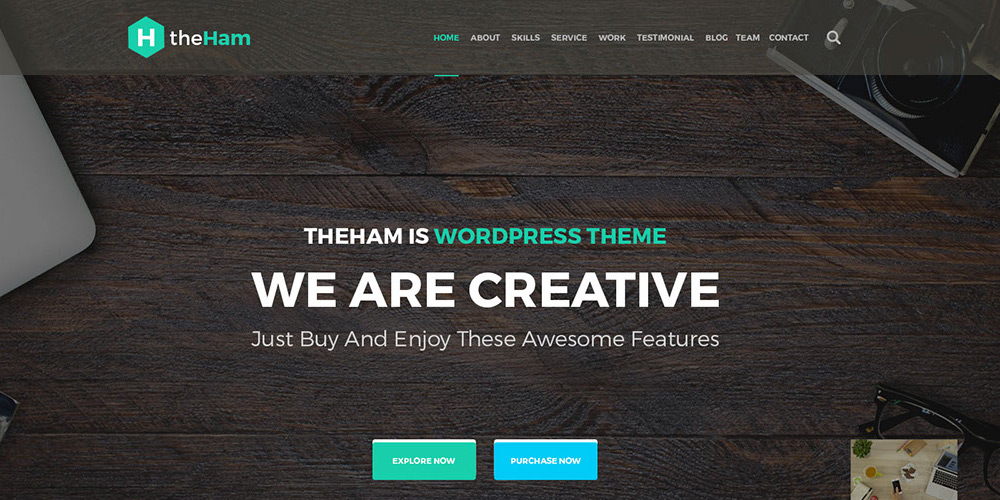 H theHam
HOME ABOUT SKILLS SERVICE WORK TESTIMONIAL BLOG TEAM CONTACT
THEHAM IS WORDPRESS THEME
WE ARE CREATIVE
Just Buy And Enjoy These Awesome Features
EXPLORE NOW PURCHASE NOW